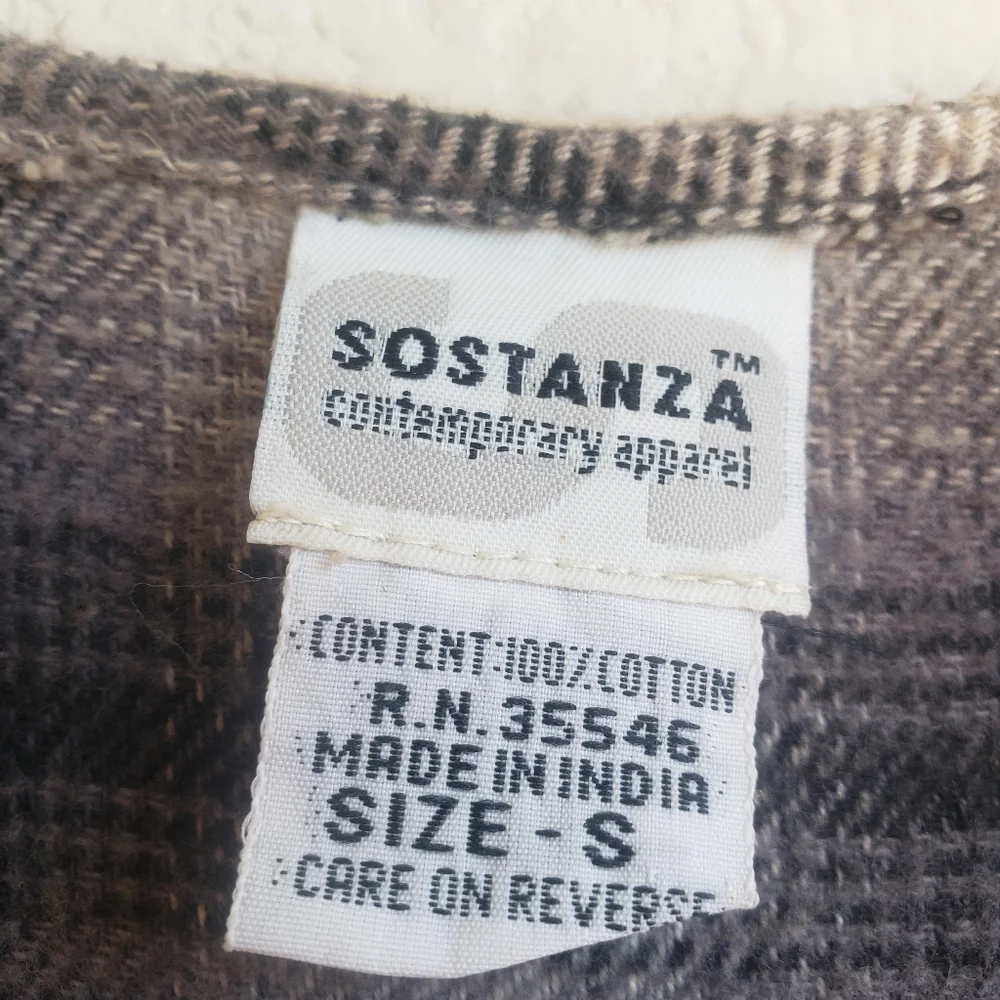 SOSTANZA™
contemporary apparel
CONTENT:100%COTTON
R.N. 35546
MADE IN INDIA
SIZE - S
CARE ON REVERSE